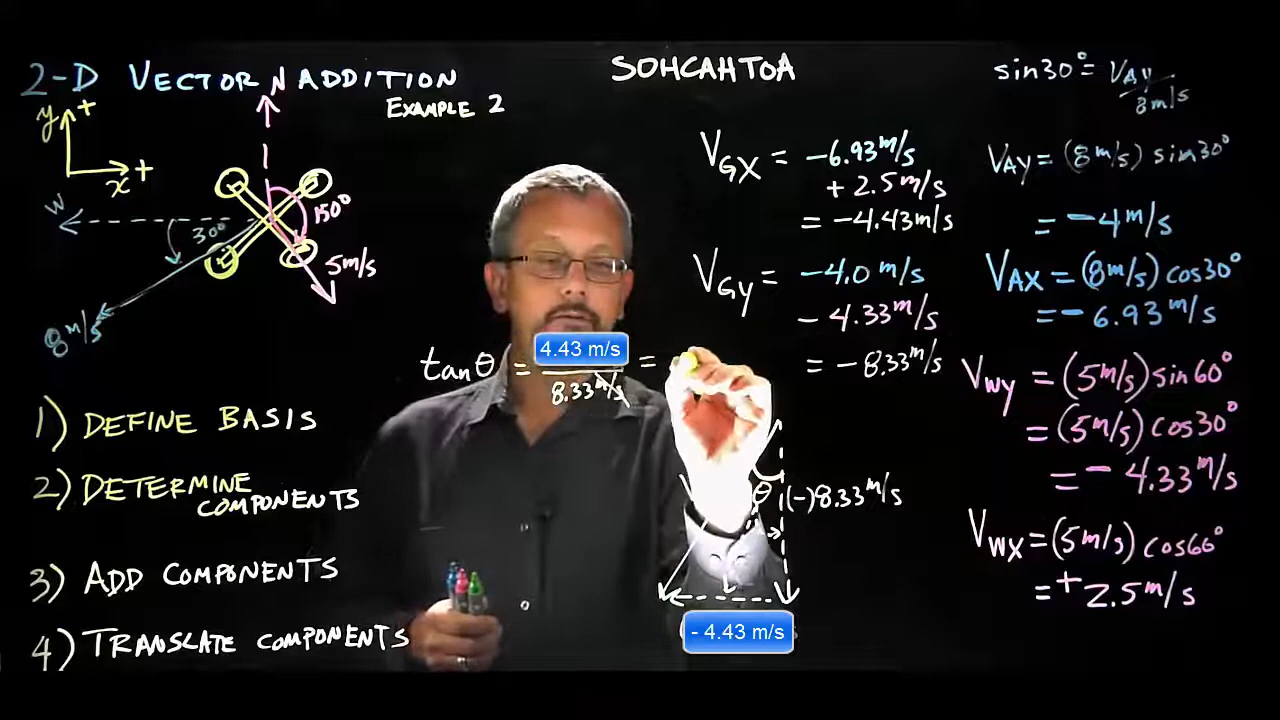 2-D VECTOR ADDITION
N
EXAMPLE 2
y +
x +
W
30°
150°
5m/s
8m/s
1) DEFINE BASIS
2) DETERMINE COMPONENTS
3) ADD COMPONENTS
4) TRANSLATE COMPONENTS
SOHCAHTOA
VGX = -6.93m/s
+ 2.5m/s
= -4.43m/s
VGy = -4.0 m/s
- 4.33m/s
= - 8.33m/s
tanθ = 4.43 m/s / 8.33m/s =
θ
(-)8.33m/s
- 4.43 m/s
sin30° = VAy / 8m/s
VAy = (8m/s) sin30°
= -4m/s
VAX = (8m/s) cos30°
= - 6.93m/s
VWy = (5m/s) sin60°
= (5m/s) cos30°
= - 4.33m/s
VWX = (5m/s) cos60°
= +2.5m/s